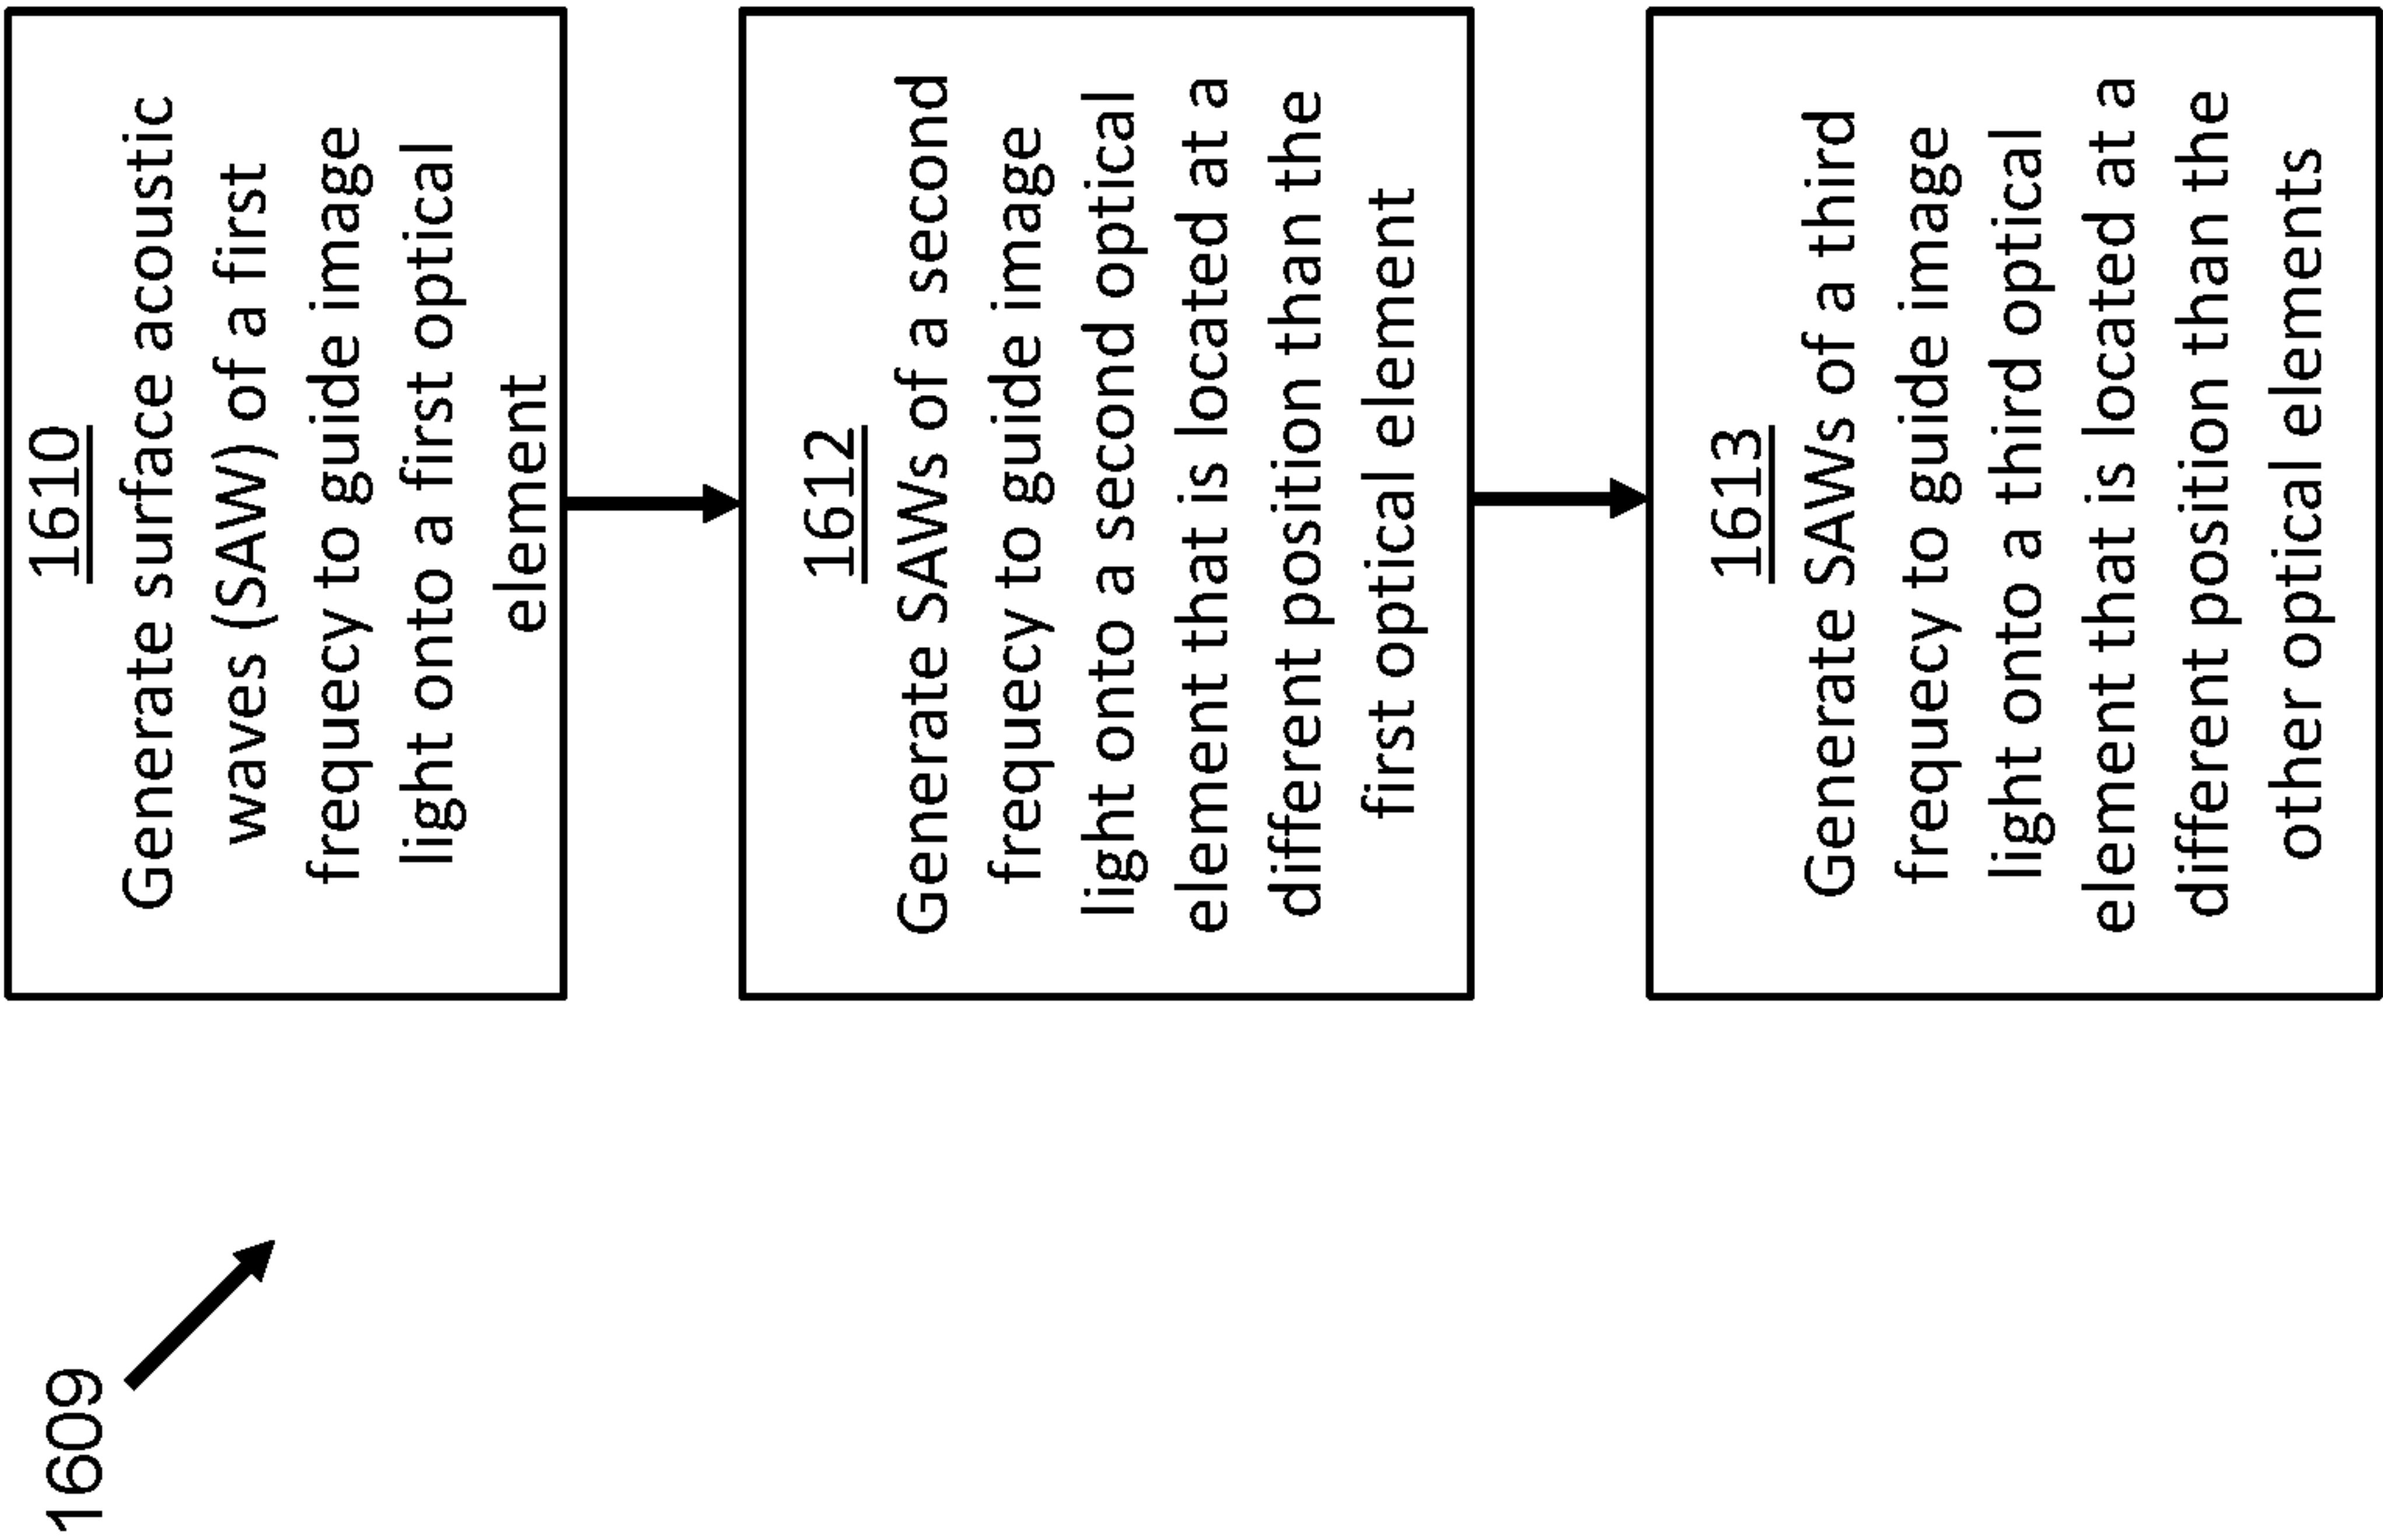 1609
1610
Generate surface acoustic
waves (SAW) of a first
frequency to guide image
light onto a first optical
element
1612
Generate SAWs of a second
frequency to guide image
light onto a second optical
element that is located at a
different position than the
first optical element
1613
Generate SAWs of a third
frequency to guide image
light onto a third optical
element that is located at a
different position than the
other optical elements